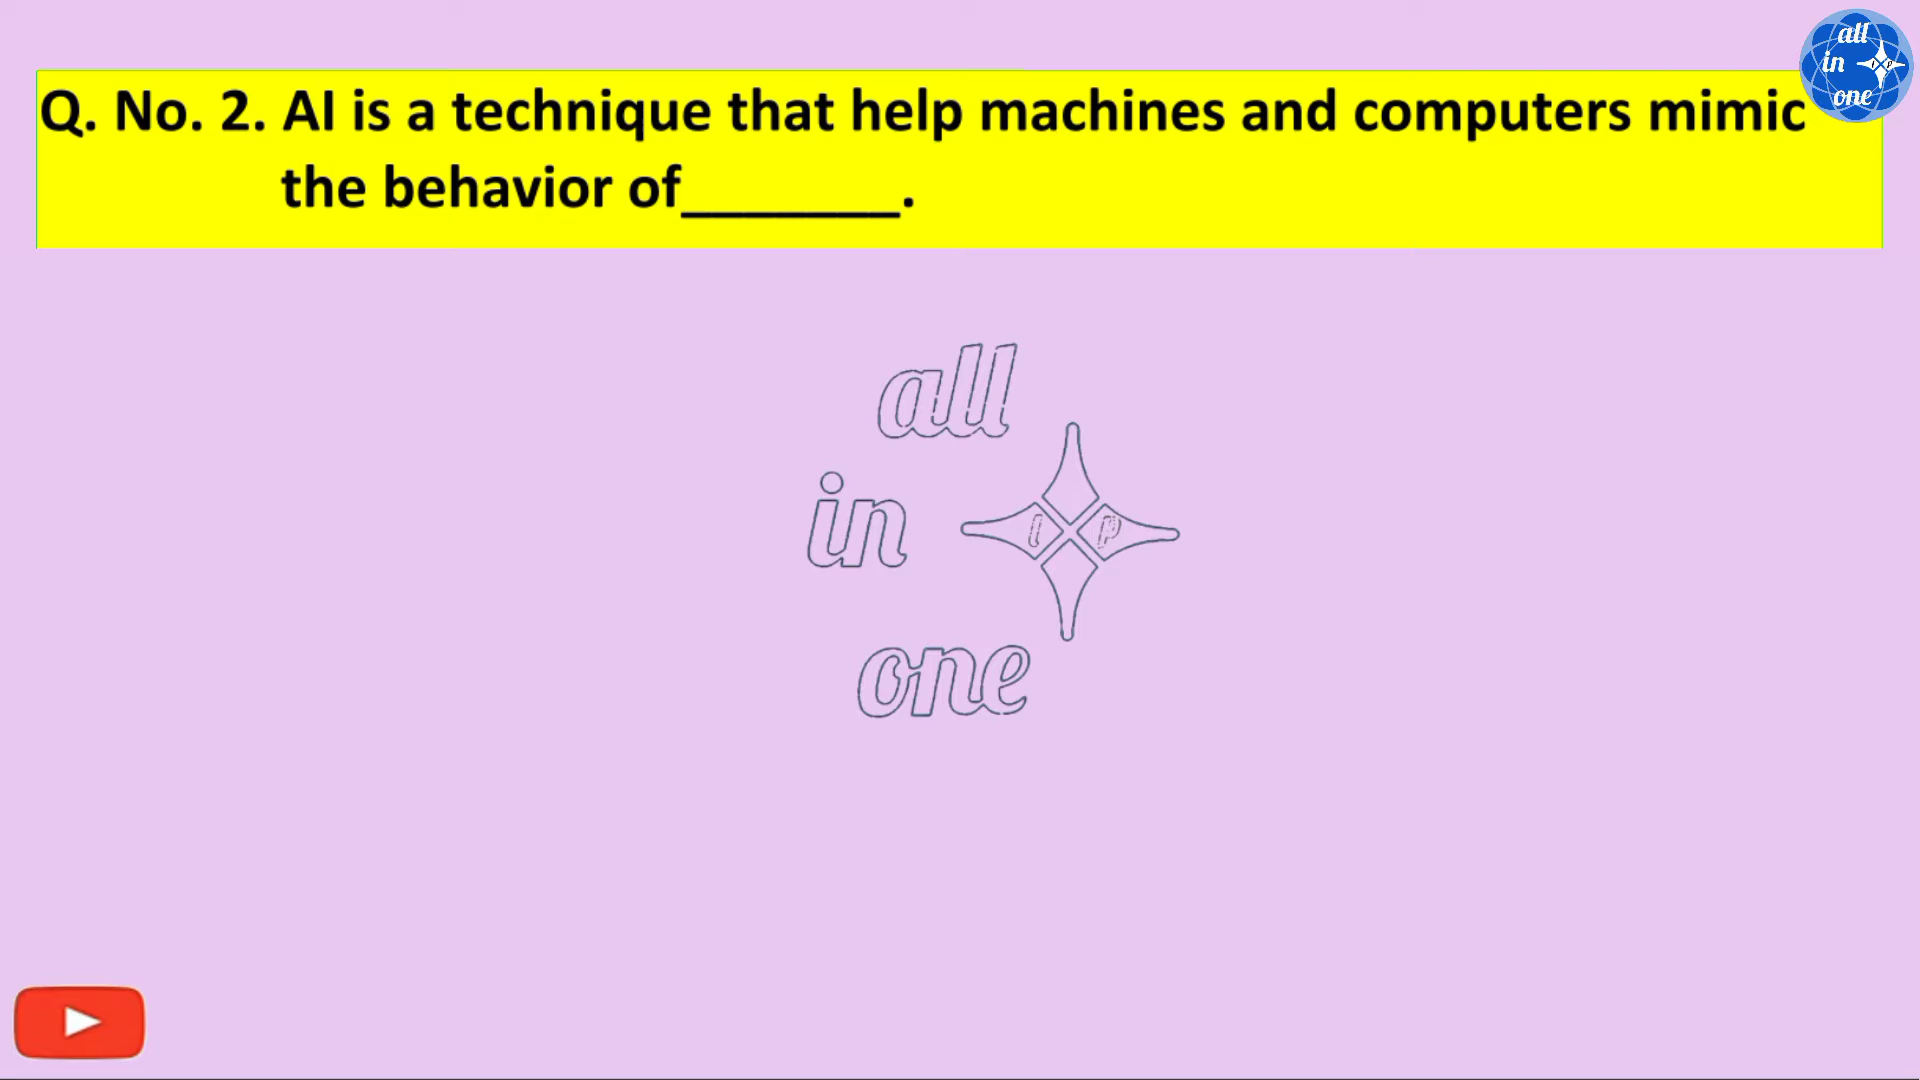 Q. No. 2. AI is a technique that help machines and computers mimic
the behavior of_______.
all
in
one
all
in
one
I P